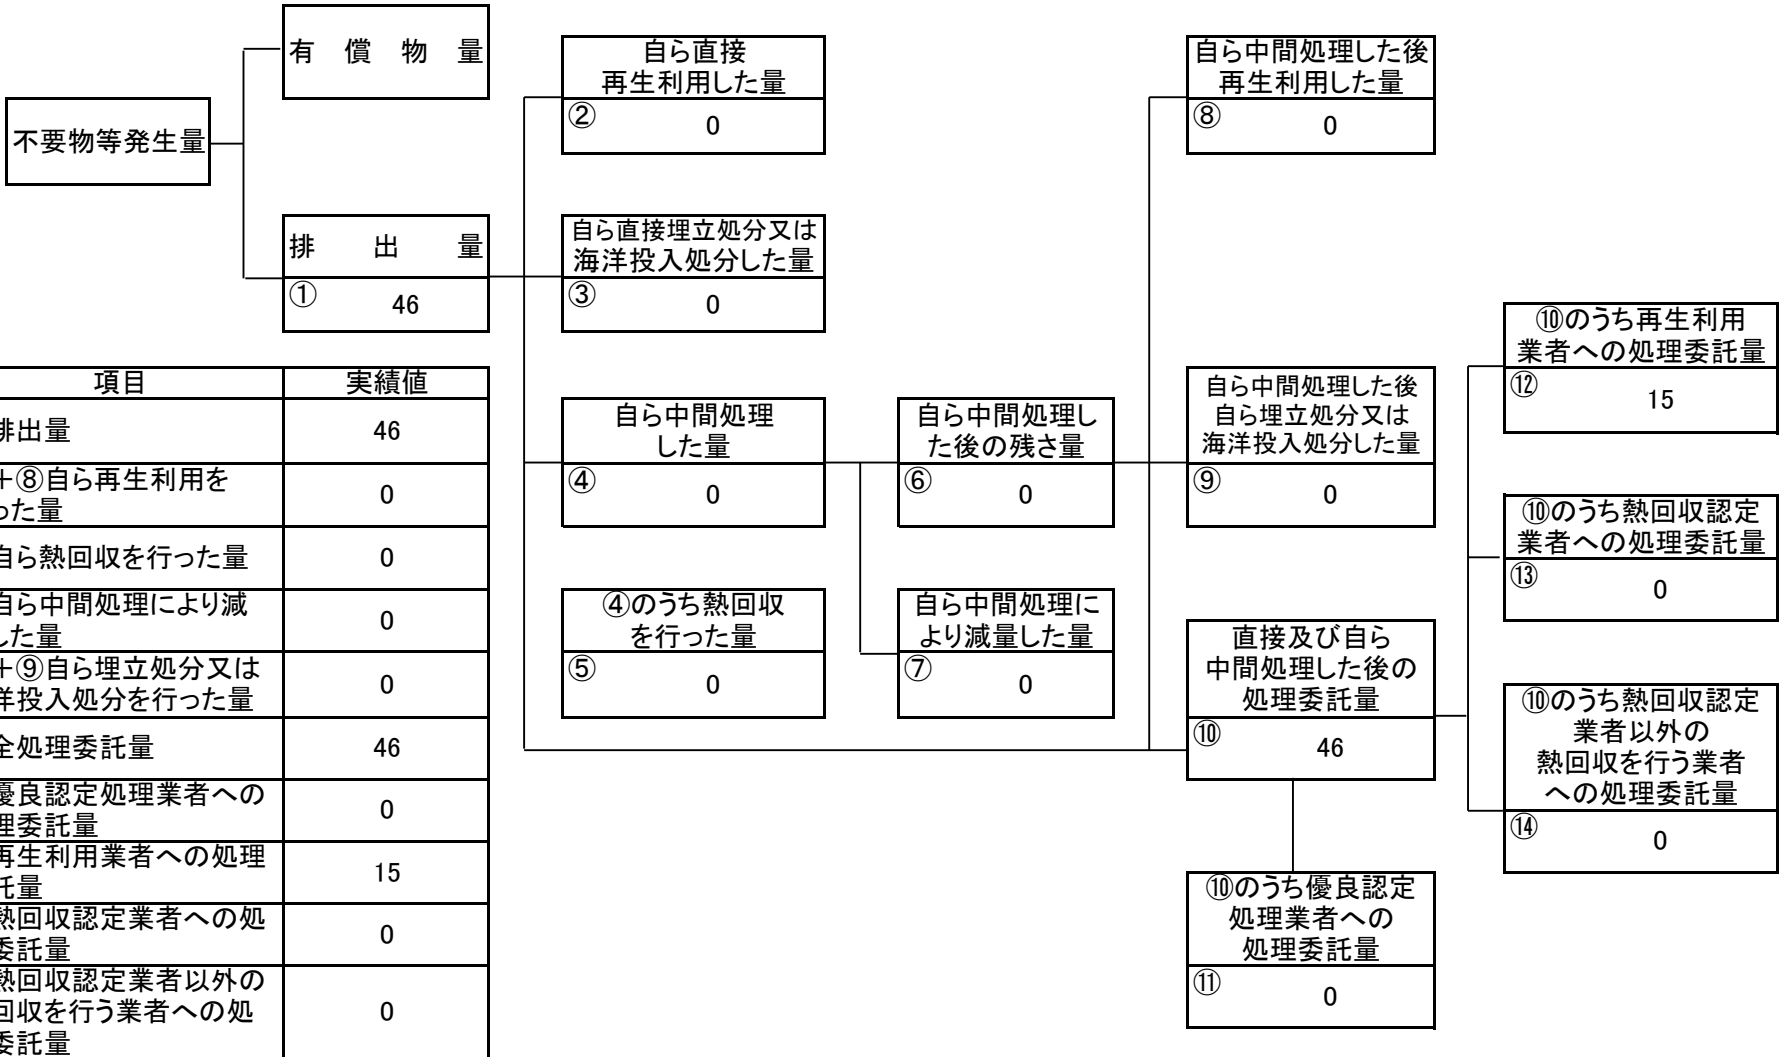 有償物量
不要物等発生量
排出量
①
46
自ら直接
再生利用した量
②
0
自ら直接埋立処分又は
海洋投入処分した量
③
0
自ら中間処理
した量
④
0
④のうち熱回収
を行った量
⑤
0
自ら中間処理し
た後の残さ量
⑥
0
自ら中間処理に
より減量した量
⑦
0
自ら中間処理した後
再生利用した量
⑧
0
自ら中間処理した後
自ら埋立処分又は
海洋投入処分した量
⑨
0
直接及び自ら
中間処理した後の
処理委託量
⑩
46
⑩のうち優良認定
処理業者への
処理委託量
⑪
0
⑩のうち再生利用
業者への処理委託量
⑫
15
⑩のうち熱回収認定
業者への処理委託量
⑬
0
⑩のうち熱回収認定
業者以外の
熱回収を行う業者
への処理委託量
⑭
0
項目 実績値
排出量 46
+⑧自ら再生利用を
った量 0
自ら熱回収を行った量 0
自ら中間処理により減
した量 0
+⑨自ら埋立処分又は
洋投入処分を行った量 0
全処理委託量 46
優良認定処理業者への
理委託量 0
再生利用業者への処理
託量 15
熱回収認定業者への処
委託量 0
熱回収認定業者以外の
回収を行う業者への処
委託量 0